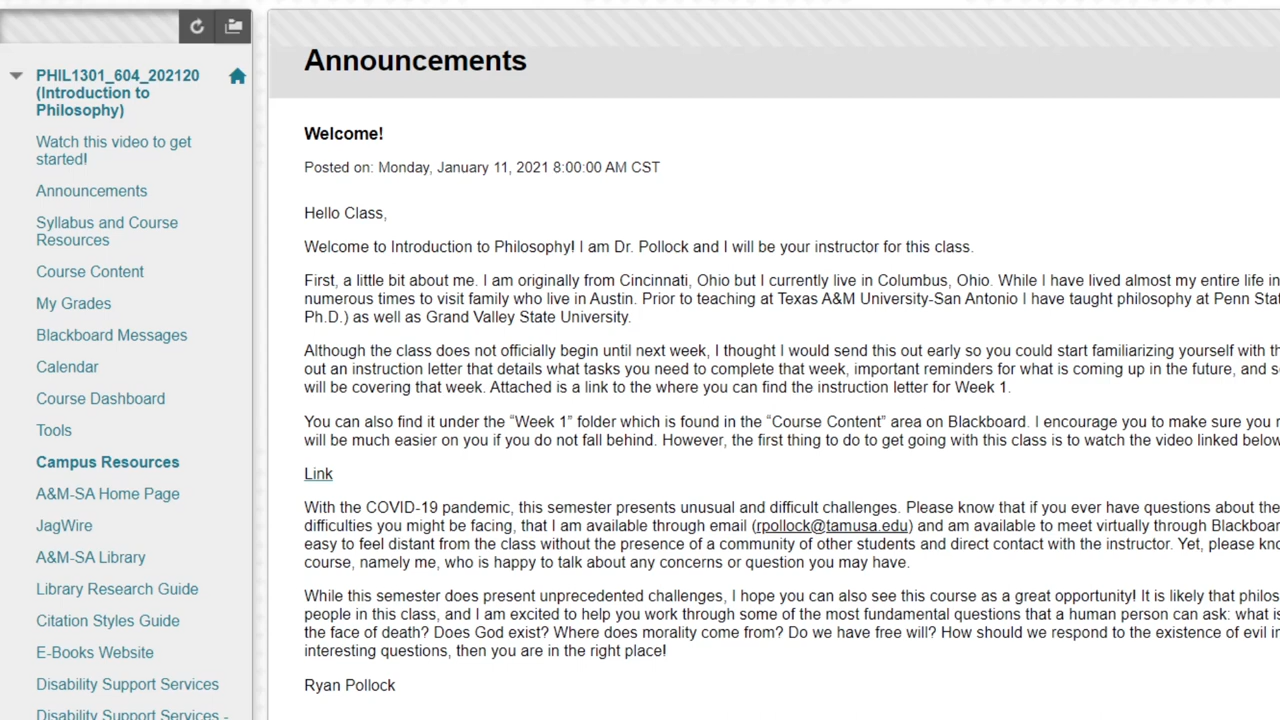 PHIL1301_604_202120
(Introduction to
Philosophy)
Watch this video to get
started!
Announcements
Syllabus and Course
Resources
Course Content
My Grades
Blackboard Messages
Calendar
Course Dashboard
Tools
Campus Resources
A&M-SA Home Page
JagWire
A&M-SA Library
Library Research Guide
Citation Styles Guide
E-Books Website
Disability Support Services
Disability Support Services -
Announcements
Welcome!
Posted on: Monday, January 11, 2021 8:00:00 AM CST
Hello Class,
Welcome to Introduction to Philosophy! I am Dr. Pollock and I will be your instructor for this class.
First, a little bit about me. I am originally from Cincinnati, Ohio but I currently live in Columbus, Ohio. While I have lived almost my entire life in
numerous times to visit family who live in Austin. Prior to teaching at Texas A&M University-San Antonio I have taught philosophy at Penn Stat
Ph.D.) as well as Grand Valley State University.
Although the class does not officially begin until next week, I thought I would send this out early so you could start familiarizing yourself with th
out an instruction letter that details what tasks you need to complete that week, important reminders for what is coming up in the future, and s
will be covering that week. Attached is a link to the where you can find the instruction letter for Week 1.
You can also find it under the “Week 1” folder which is found in the “Course Content” area on Blackboard. I encourage you to make sure you r
will be much easier on you if you do not fall behind. However, the first thing to do to get going with this class is to watch the video linked below
Link
With the COVID-19 pandemic, this semester presents unusual and difficult challenges. Please know that if you ever have questions about the
difficulties you might be facing, that I am available through email (rpollock@tamusa.edu) and am available to meet virtually through Blackboar
easy to feel distant from the class without the presence of a community of other students and direct contact with the instructor. Yet, please kno
course, namely me, who is happy to talk about any concerns or question you may have.
While this semester does present unprecedented challenges, I hope you can also see this course as a great opportunity! It is likely that philos
people in this class, and I am excited to help you work through some of the most fundamental questions that a human person can ask: what is
the face of death? Does God exist? Where does morality come from? Do we have free will? How should we respond to the existence of evil in
interesting questions, then you are in the right place!
Ryan Pollock